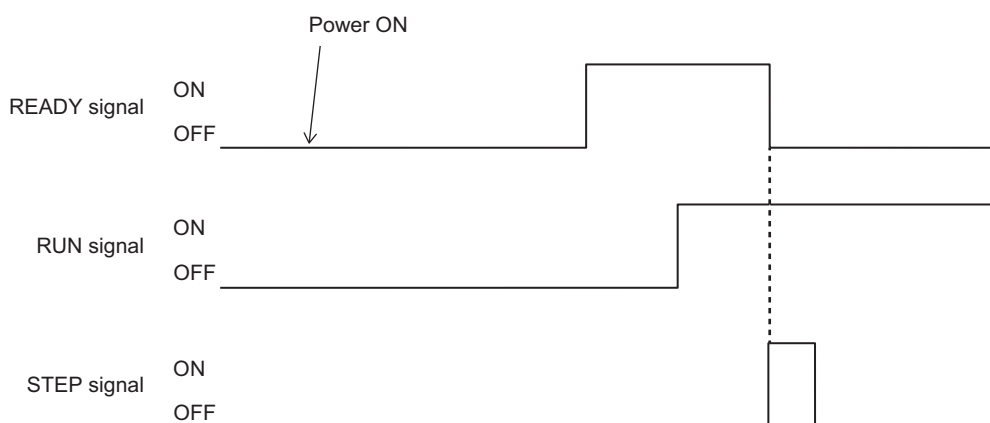 Power ON
READY signal
ON
OFF
RUN signal
ON
OFF
STEP signal
ON
OFF